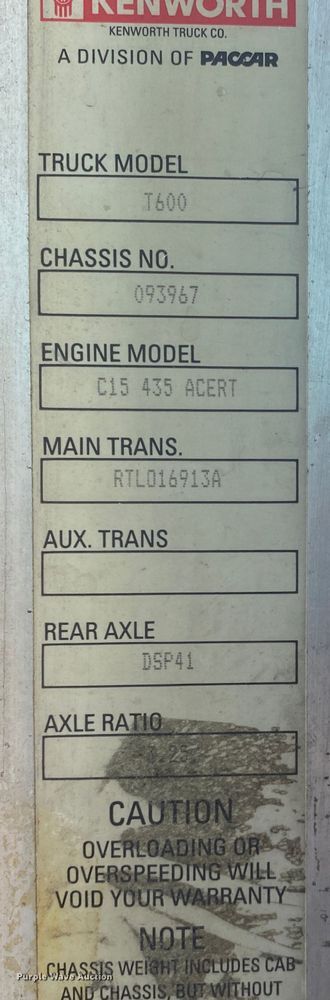 KENWORTH
KENWORTH TRUCK CO.
A DIVISION OF PACCAR
TRUCK MODEL
T600
CHASSIS NO.
093967
ENGINE MODEL
C15 435 ACERT
MAIN TRANS.
RTLO16913A
AUX. TRANS
REAR AXLE
DSP41
AXLE RATIO
CAUTION
OVERLOADING OR
OVERSPEEDING WILL
VOID YOUR WARRANTY
NOTE
Purple Wave Auction
CHASSIS WEIGHT INCLUDES CAB
AND CHASSIS, BUT WITHOUT